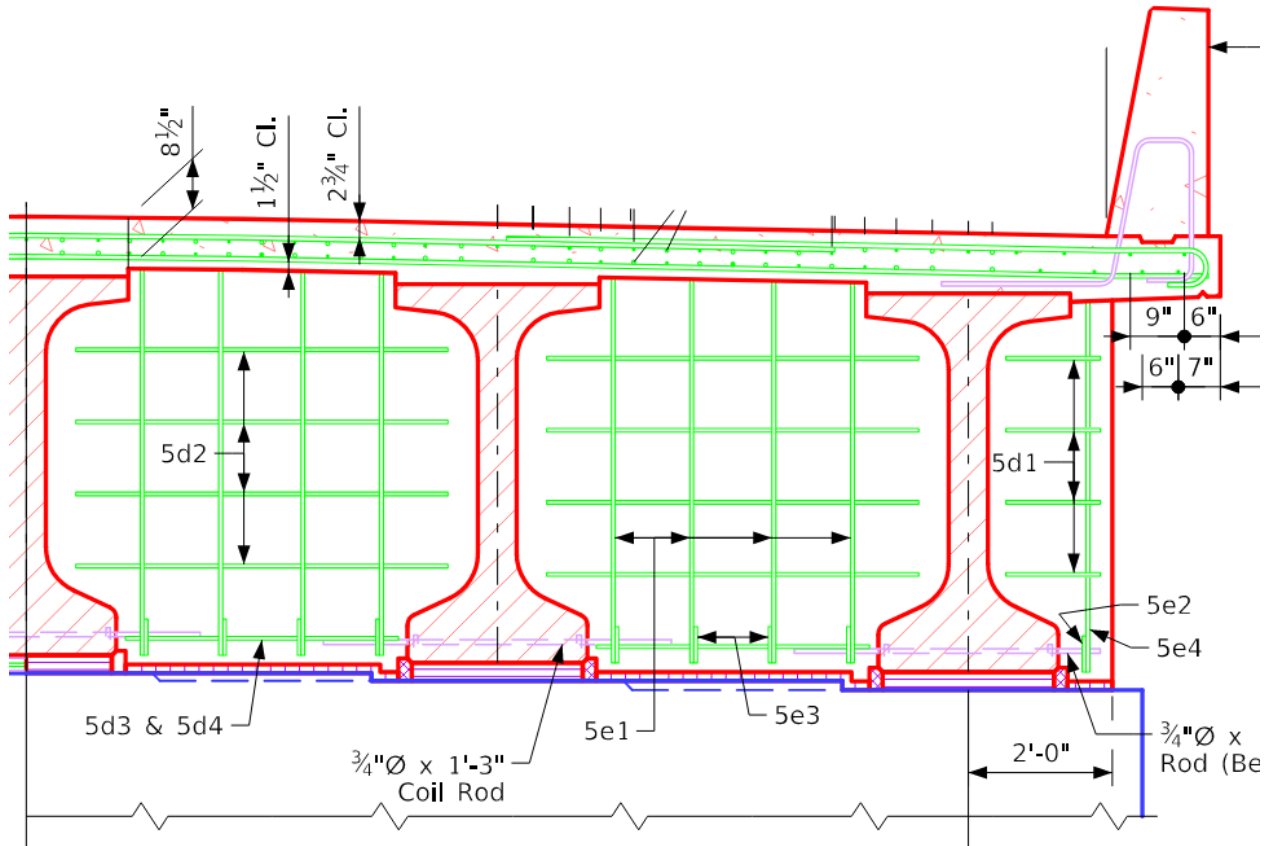 8½"
1½" Cl.
2¾" Cl.
9" 6"
6" 7"
5d2
5d1
5e2
5e4
5d3 & 5d4
5e1
5e3
¾"Ø x 1'-3"
Coil Rod
2'-0"
¾"Ø x
Rod (Be